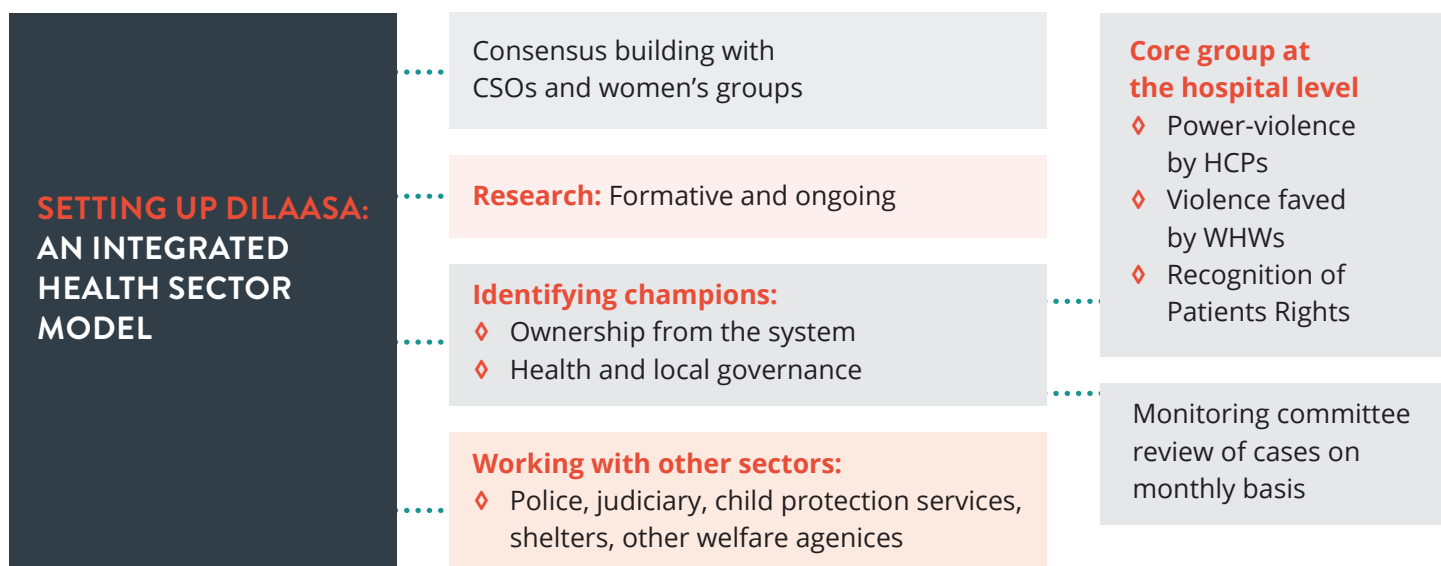 SETTING UP DILAASA:
AN INTEGRATED
HEALTH SECTOR
MODEL
Consensus building with
CSOs and women’s groups
Research: Formative and ongoing
Identifying champions:
◊ Ownership from the system
◊ Health and local governance
Working with other sectors:
◊ Police, judiciary, child protection services,
shelters, other welfare agenices
Core group at
the hospital level
◊ Power-violence
by HCPs
◊ Violence faved
by WHWs
◊ Recognition of
Patients Rights
Monitoring committee
review of cases on
monthly basis